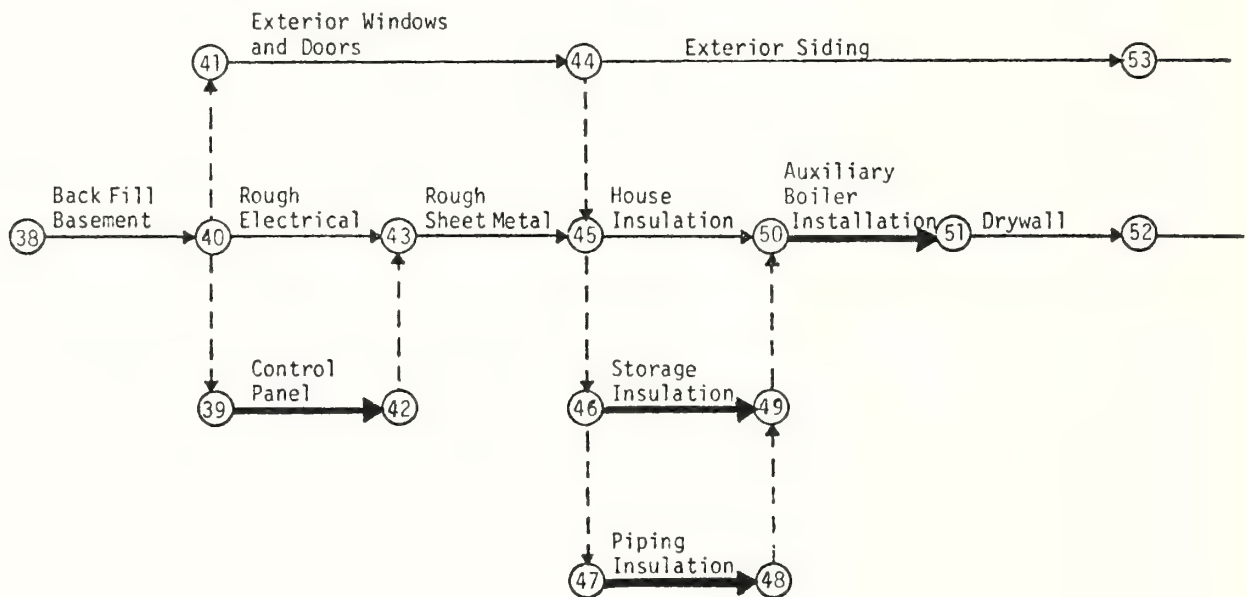 Exterior Windows
and Doors
41
44
Exterior Siding
53
Back Fill
Basement
Rough
Electrical
Rough
Sheet Metal
House
Insulation
Auxiliary
Boiler
Installation
Drywall
38
40
43
45
50
51
52
Control
Panel
39
42
Storage
Insulation
46
49
Piping
Insulation
47
48